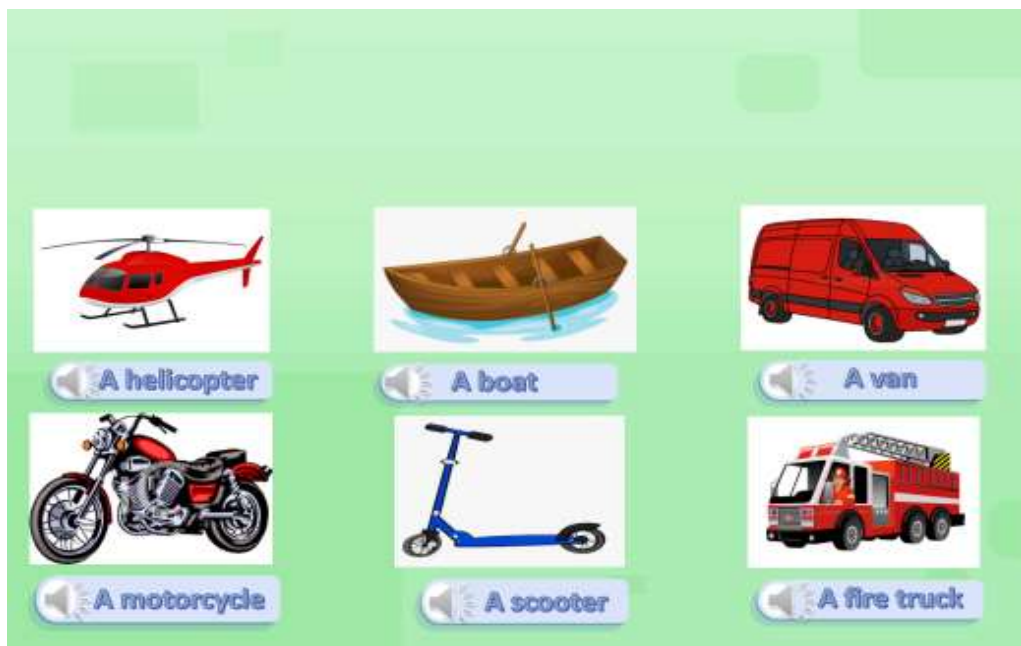 A helicopter
A boat
A van
A motorcycle
A scooter
A fire truck